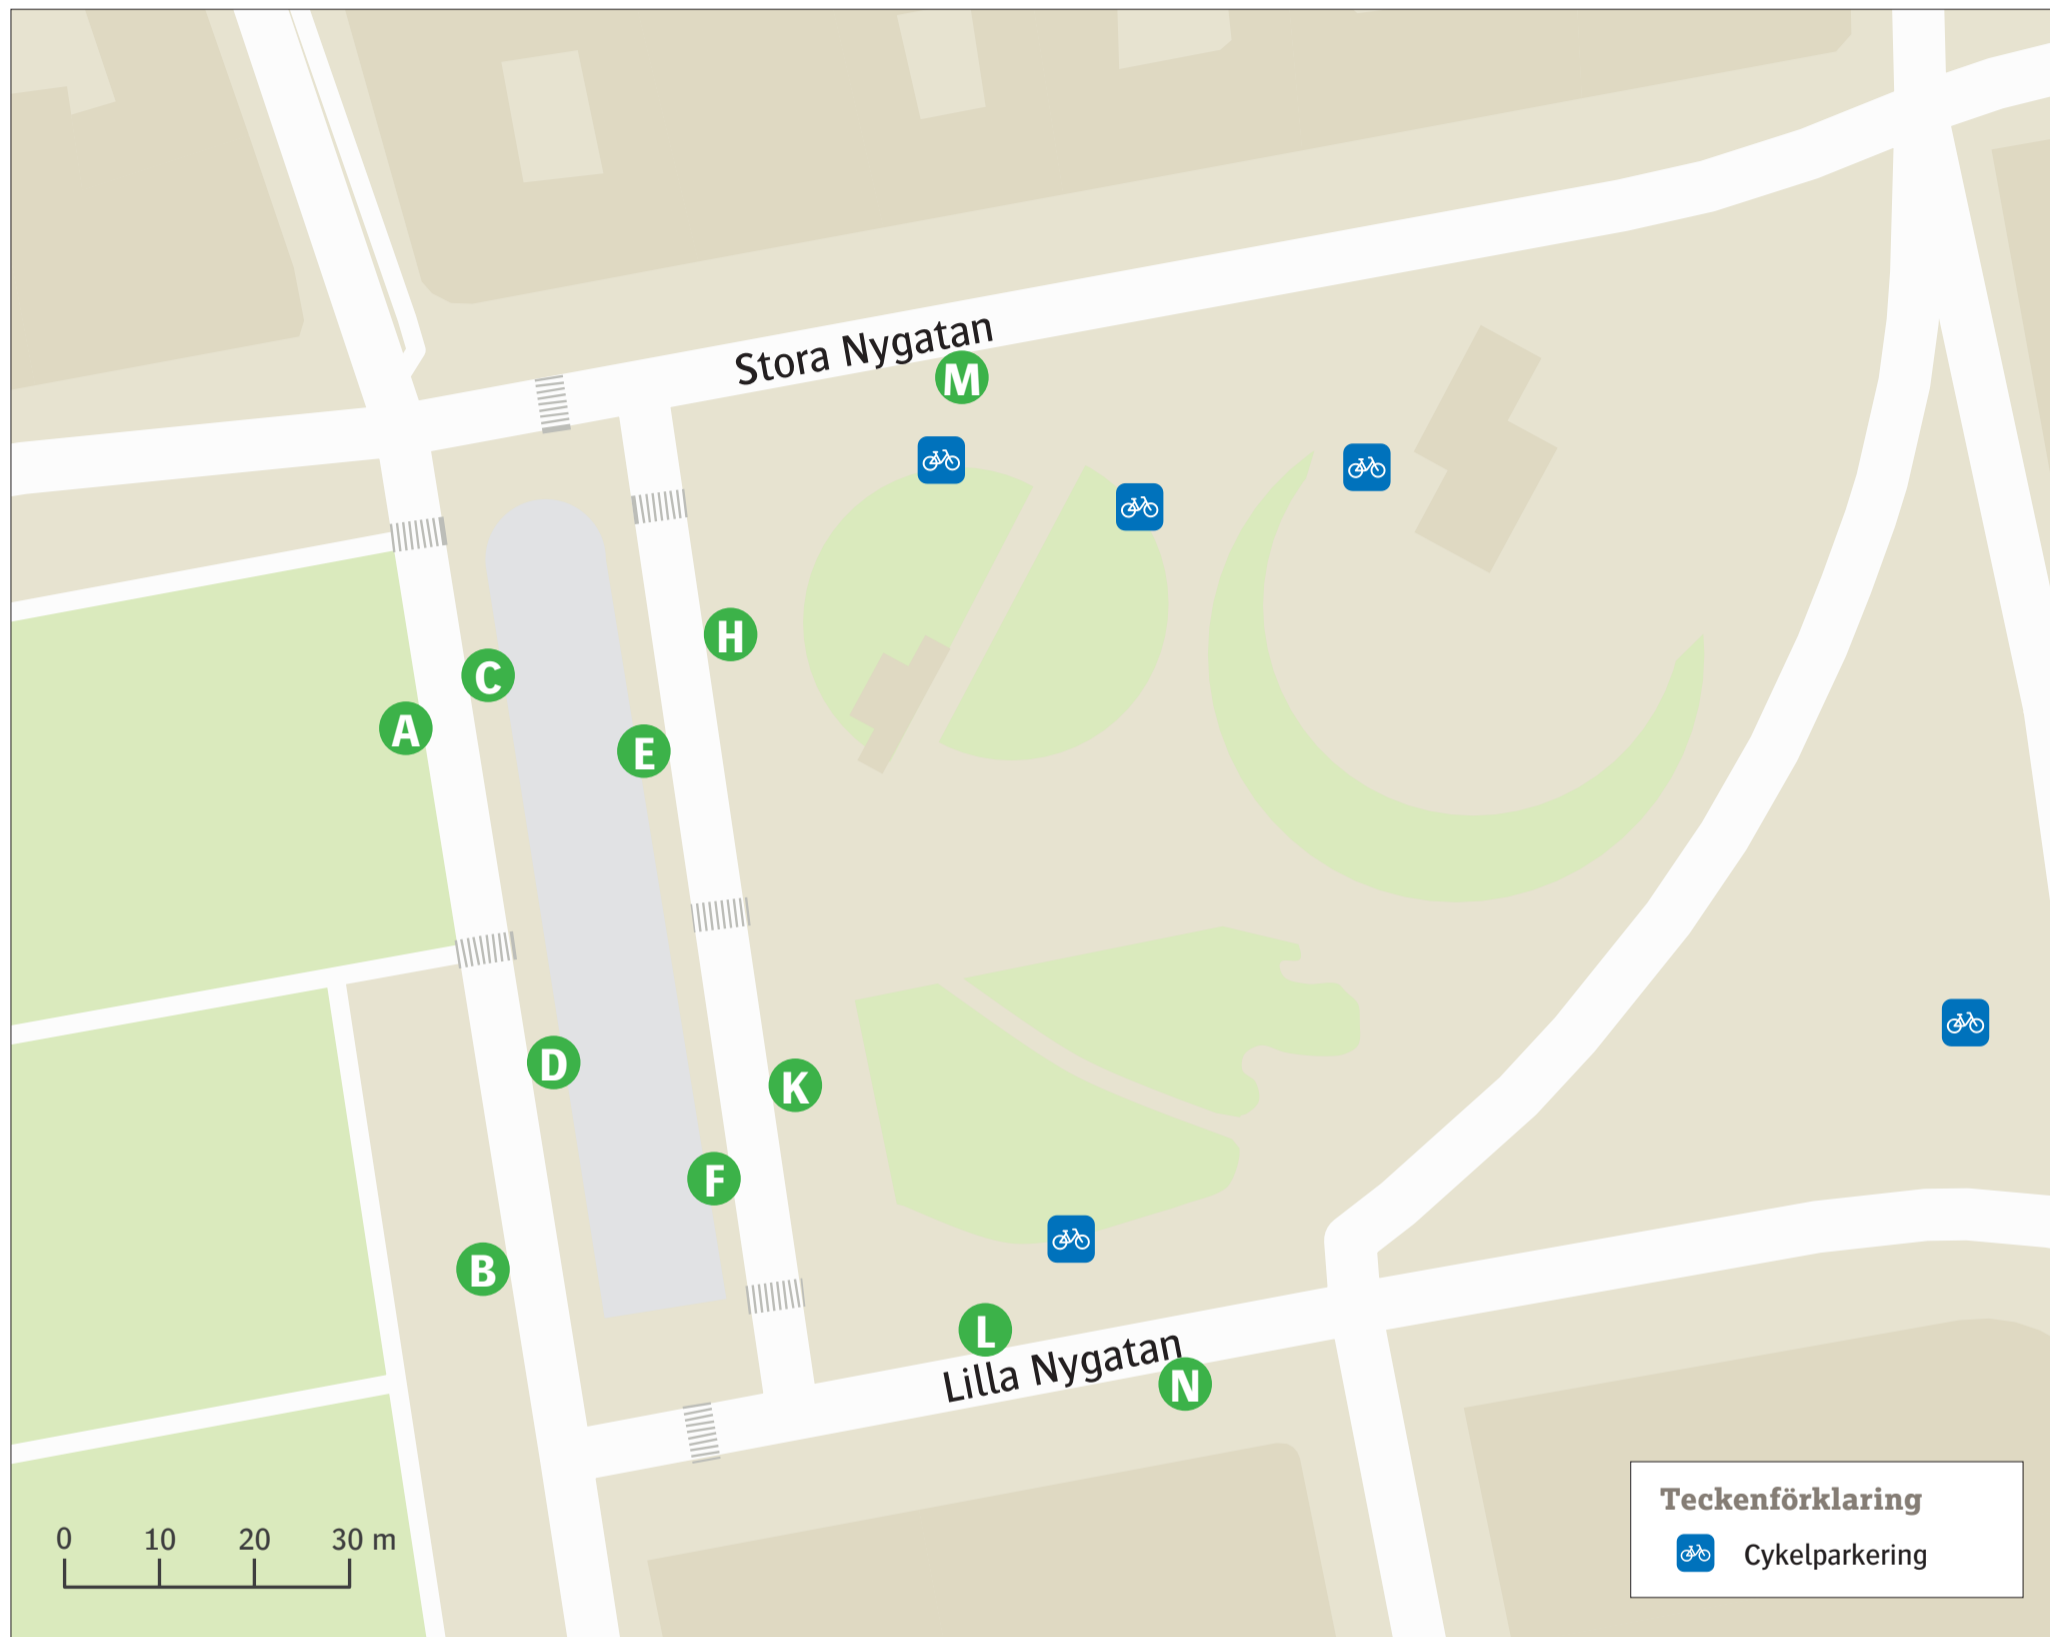 Stora Nygatan
M
H
C
A
E
D
K
F
B
L
Lilla Nygatan
N
Teckenförklaring
Cykelparkering
0 10 20 30 m